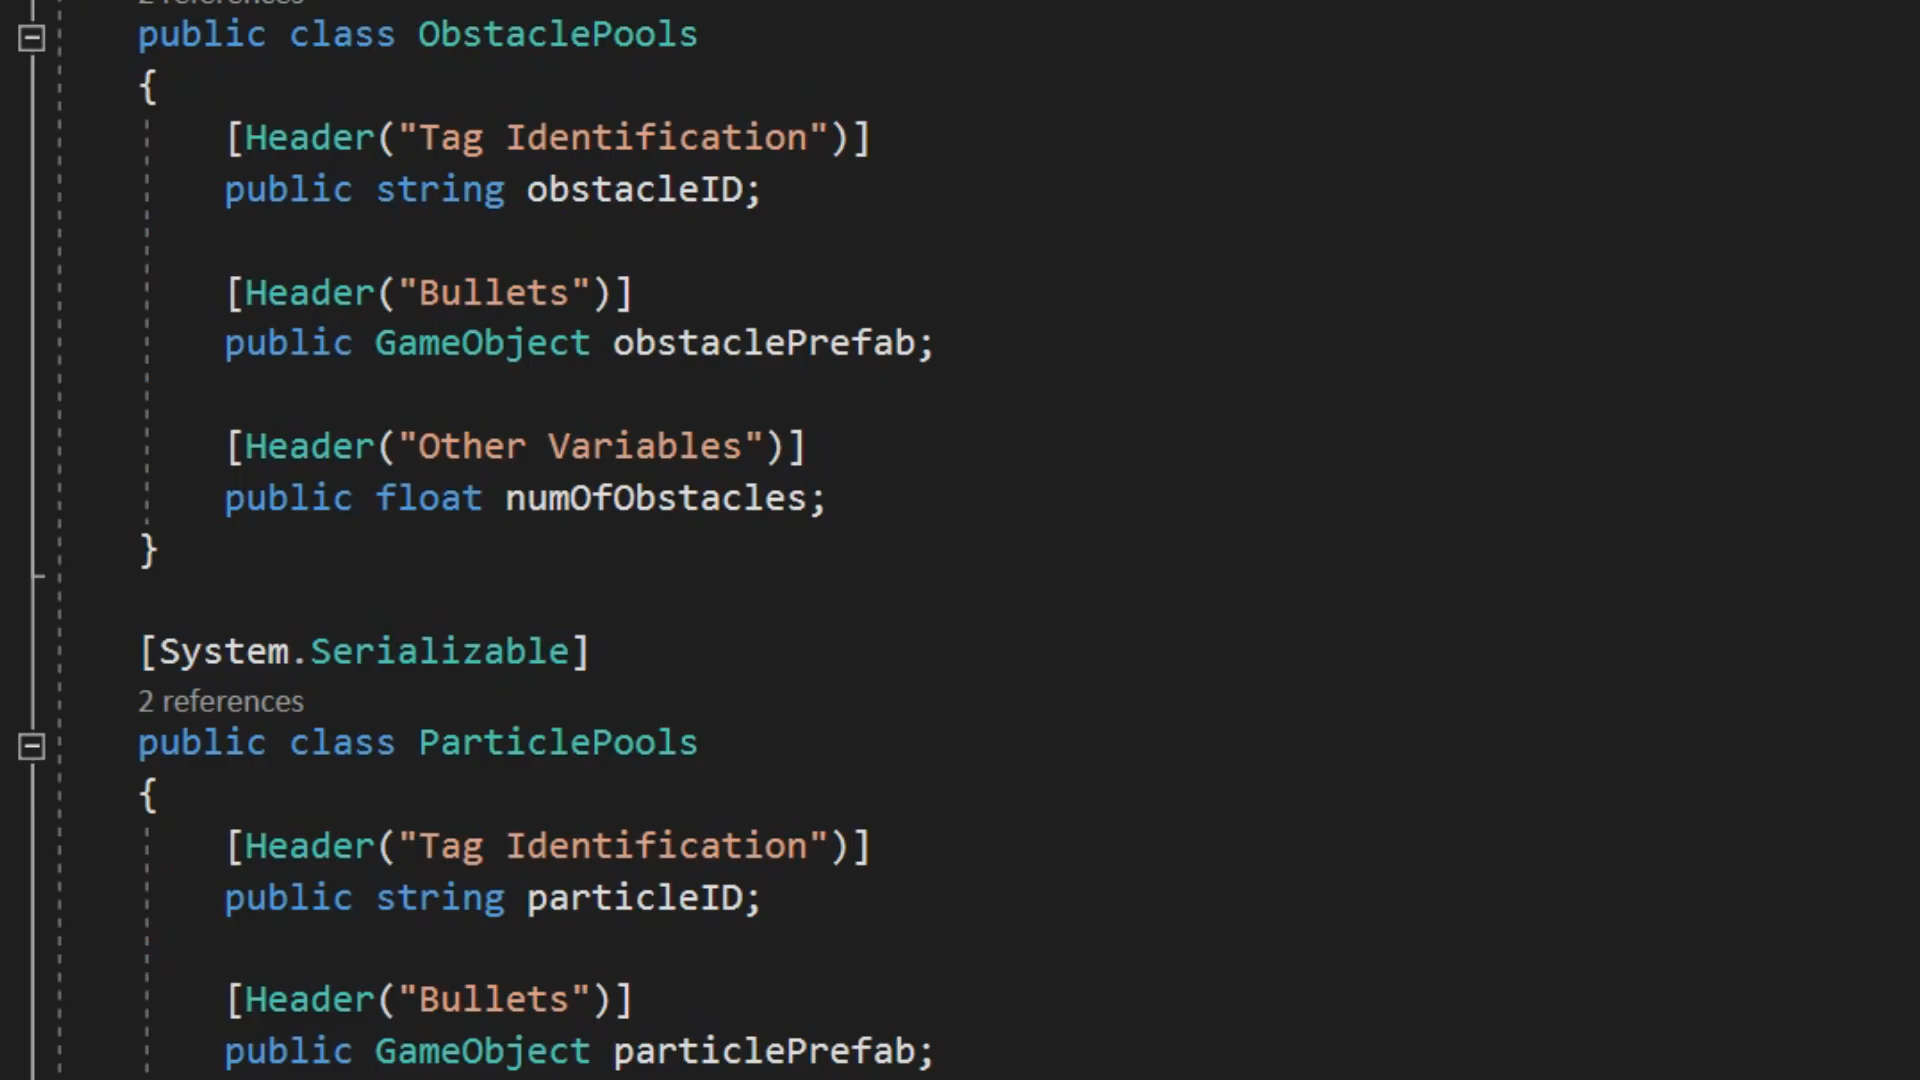 2 references
public class ObstaclePools
{
[Header("Tag Identification")]
public string obstacleID;
[Header("Bullets")]
public GameObject obstaclePrefab;
[Header("Other Variables")]
public float numOfObstacles;
}
[System.Serializable]
2 references
public class ParticlePools
{
[Header("Tag Identification")]
public string particleID;
[Header("Bullets")]
public GameObject particlePrefab;